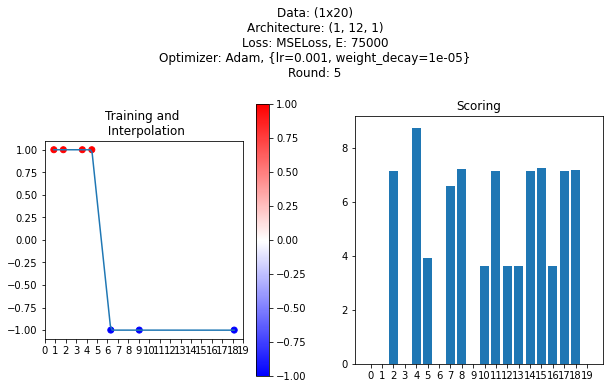 Data: (1x20)
Architecture: (1, 12, 1)
Loss: MSELoss, E: 75000
Optimizer: Adam, {lr=0.001, weight_decay=1e-05}
Round: 5
Training and
Interpolation
1.00
0.75
0.50
0.25
0.00
−0.25
−0.50
−0.75
−1.00
0 1 2 3 4 5 6 7 8 9 10 11 12 13 14 15 16 17 18 19
1.00
0.75
0.50
0.25
0.00
−0.25
−0.50
−0.75
−1.00
Scoring
8
6
4
2
0
0 1 2 3 4 5 6 7 8 9 10 11 12 13 14 15 16 17 18 19